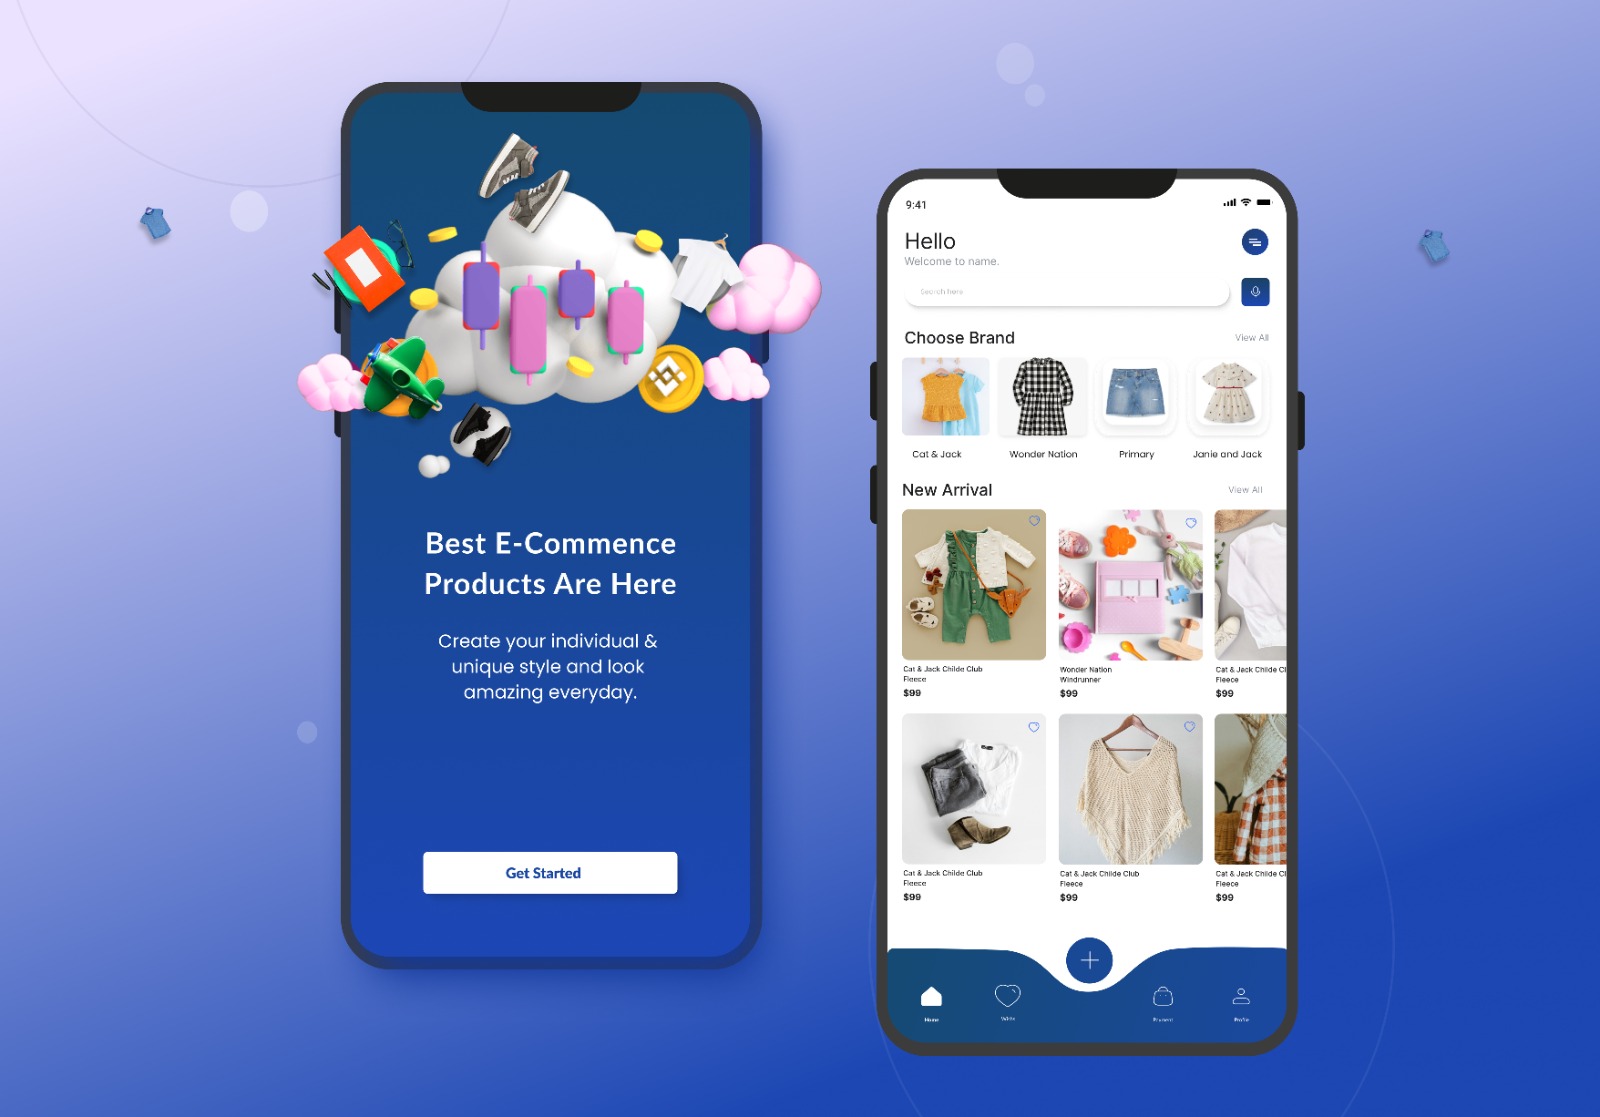 Best E-Commence
Products Are Here
Create your individual &
unique style and look
amazing everyday.
Get Started
9:41
Hello
Welcome to name.
Search here
Choose Brand
View All
Cat & Jack
Wonder Nation
Primary
Janie and Jack
New Arrival
View All
Cat & Jack Childe Club
Fleece
$99
Wonder Nation
Windrunner
$99
Cat & Jack Childe Cl
Fleece
$99
Cat & Jack Childe Club
Fleece
$99
Cat & Jack Childe Club
Fleece
$99
Cat & Jack Childe Cl
Fleece
$99
Home
Profile